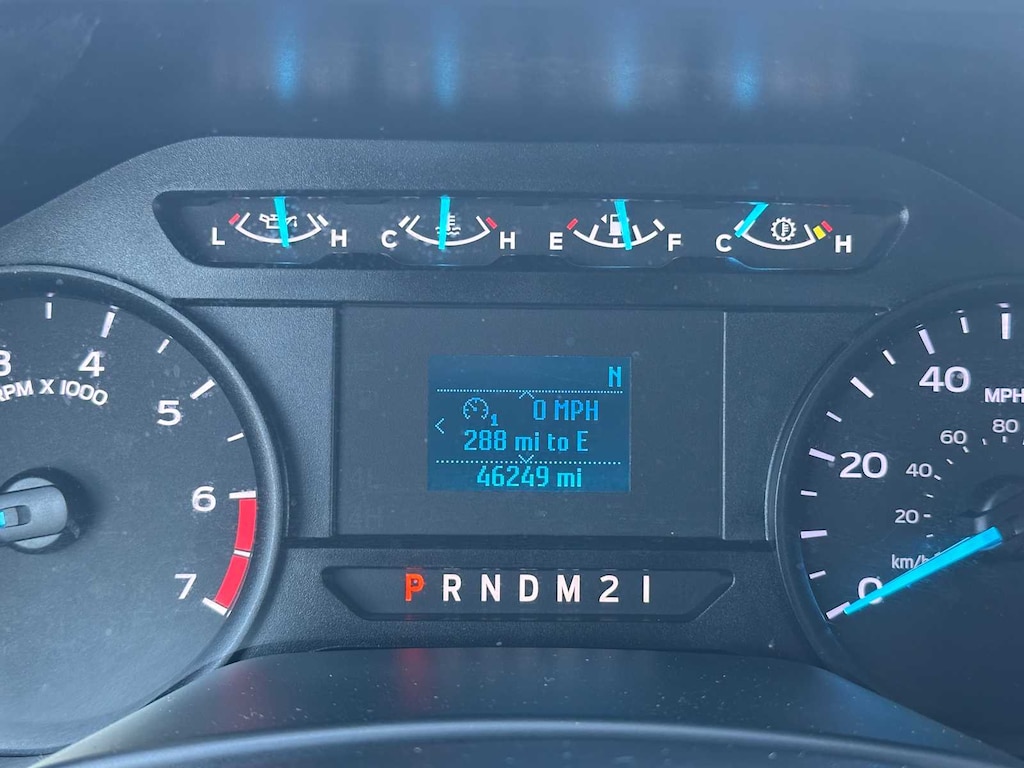 L H C H E F C H
N
0 MPH
1
288 mi to E
46249 mi
P R N D M 2 1
3 4 5 6 7
RPM X 1000
0 20 40
MPH
20 40 60 80
km/h